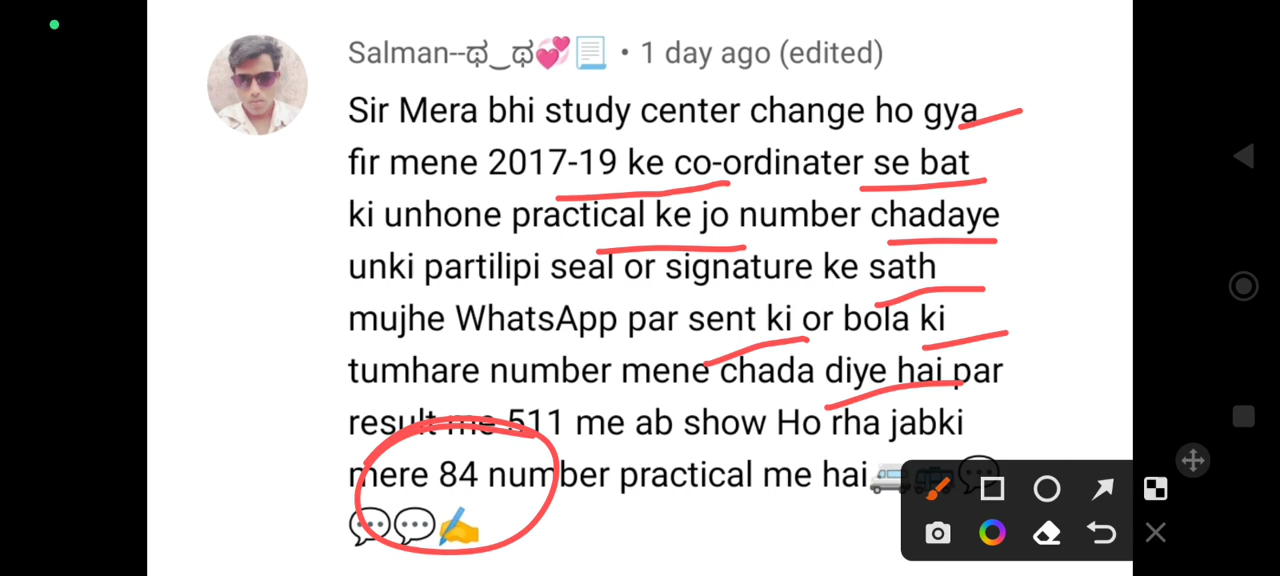 Salman-- థ‿థ💞📃 • 1 day ago (edited)
Sir Mera bhi study center change ho gya
fir mene 2017-19 ke co-ordinater se bat
ki unhone practical ke jo number chadaye
unki partilipi seal or signature ke sath
mujhe WhatsApp par sent ki or bola ki
tumhare number mene chada diye hai par
result me 511 me ab show Ho rha jabki
mere 84 number practical me hai🚐🚍💬
💬💬✍️